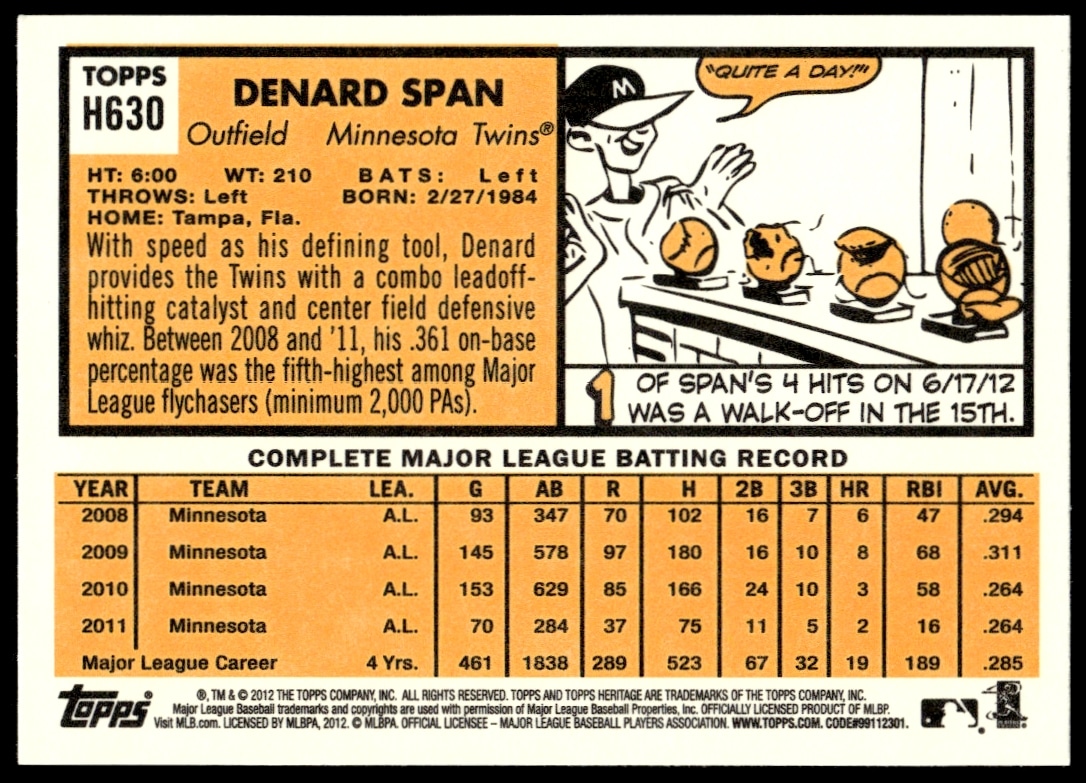 TOPPS
H630
DENARD SPAN
Outfield Minnesota Twins®
HT: 6:00 WT: 210 BATS: Left
THROWS: Left BORN: 2/27/1984
HOME: Tampa, Fla.
With speed as his defining tool, Denard
provides the Twins with a combo leadoff-
hitting catalyst and center field defensive
whiz. Between 2008 and '11, his .361 on-base
percentage was the fifth-highest among Major
League flychasers (minimum 2,000 PAs).
"QUITE A DAY!"
M
1 OF SPAN'S 4 HITS ON 6/17/12
WAS A WALK-OFF IN THE 15TH.
COMPLETE MAJOR LEAGUE BATTING RECORD
YEAR TEAM LEA. G AB R H 2B 3B HR RBI AVG.
2008 Minnesota A.L. 93 347 70 102 16 7 6 47 .294
2009 Minnesota A.L. 145 578 97 180 16 10 8 68 .311
2010 Minnesota A.L. 153 629 85 166 24 10 3 58 .264
2011 Minnesota A.L. 70 284 37 75 11 5 2 16 .264
Major League Career 4 Yrs. 461 1838 289 523 67 32 19 189 .285
Topps®
®, TM & © 2012 THE TOPPS COMPANY, INC. ALL RIGHTS RESERVED. TOPPS AND TOPPS HERITAGE ARE TRADEMARKS OF THE TOPPS COMPANY, INC.
Major League Baseball trademarks and copyrights are used with permission of Major League Baseball Properties, Inc. OFFICIALLY LICENSED PRODUCT OF MLBP.
Visit MLB.com. LICENSED BY MLBPA, 2012. © MLBPA. OFFICIAL LICENSEE – MAJOR LEAGUE BASEBALL PLAYERS ASSOCIATION. WWW.TOPPS.COM. CODE#99112301.